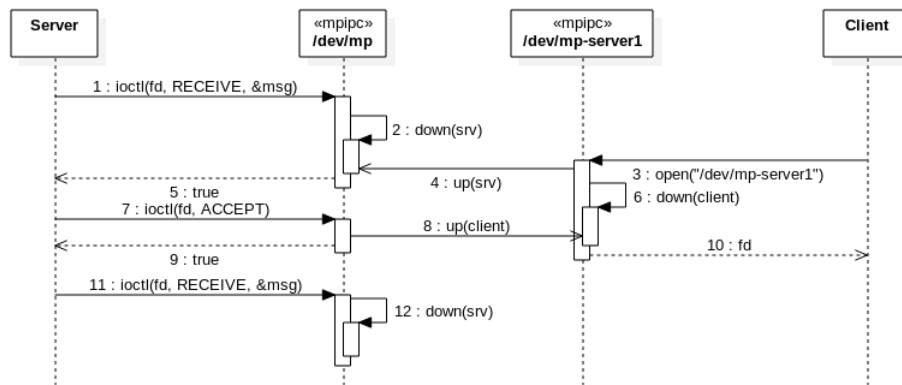 Server
«mpipc»
/dev/mp
«mpipc»
/dev/mp-server1
Client
1 : ioctl(fd, RECEIVE, &msg)
2 : down(srv)
3 : open("/dev/mp-server1")
4 : up(srv)
5 : true
6 : down(client)
7 : ioctl(fd, ACCEPT)
8 : up(client)
9 : true
10 : fd
11 : ioctl(fd, RECEIVE, &msg)
12 : down(srv)